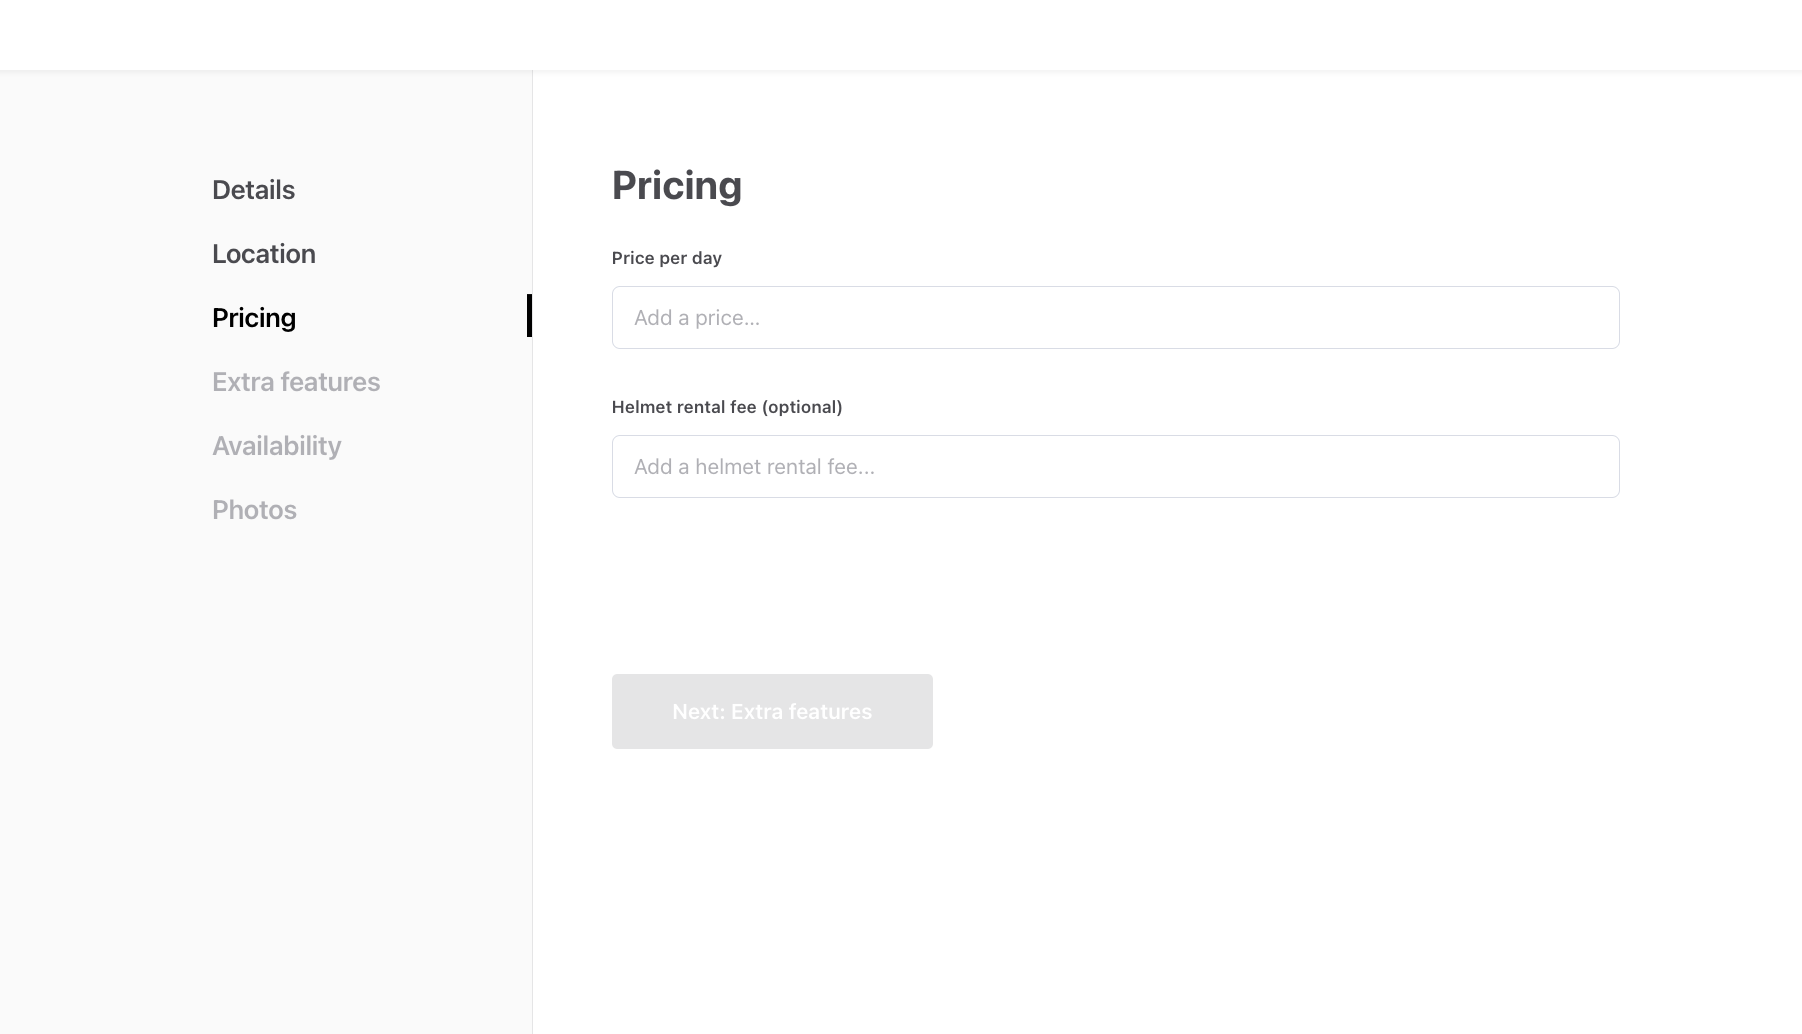 Details
Location
Pricing
Extra features
Availability
Photos
Pricing
Price per day
Add a price...
Helmet rental fee (optional)
Add a helmet rental fee...
Next: Extra features